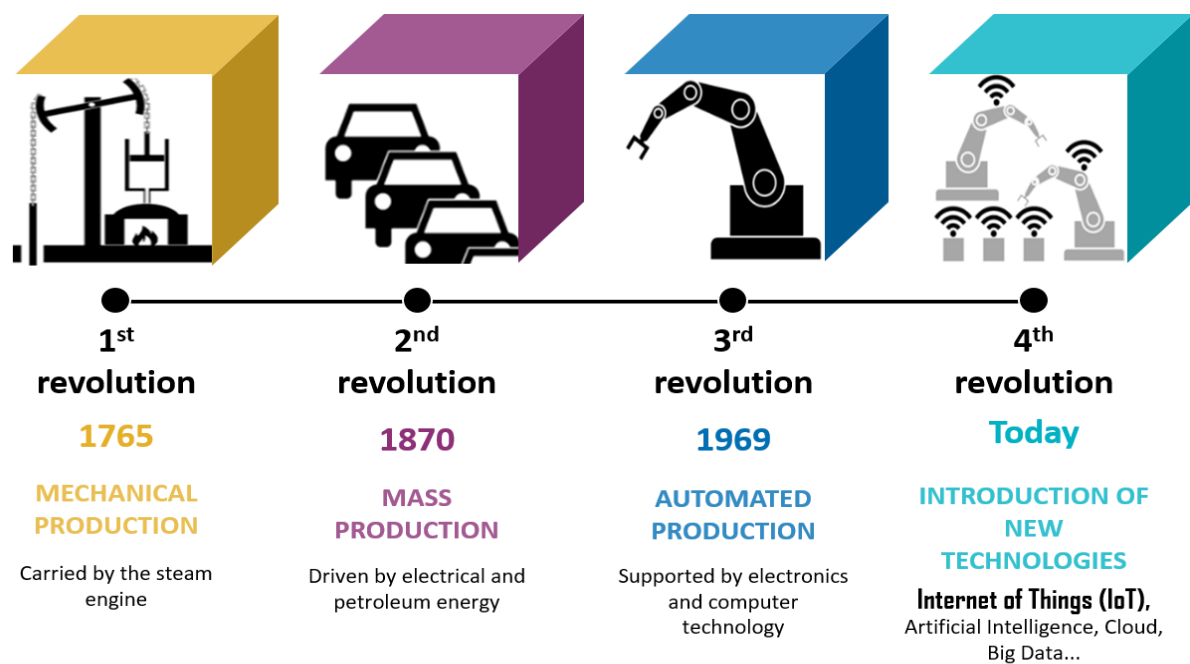 1st
revolution
1765
MECHANICAL
PRODUCTION
Carried by the steam
engine
2nd
revolution
1870
MASS
PRODUCTION
Driven by electrical and
petroleum energy
3rd
revolution
1969
AUTOMATED
PRODUCTION
Supported by electronics
and computer
technology
4th
revolution
Today
INTRODUCTION OF
NEW
TECHNOLOGIES
Internet of Things (IoT),
Artificial Intelligence, Cloud,
Big Data...